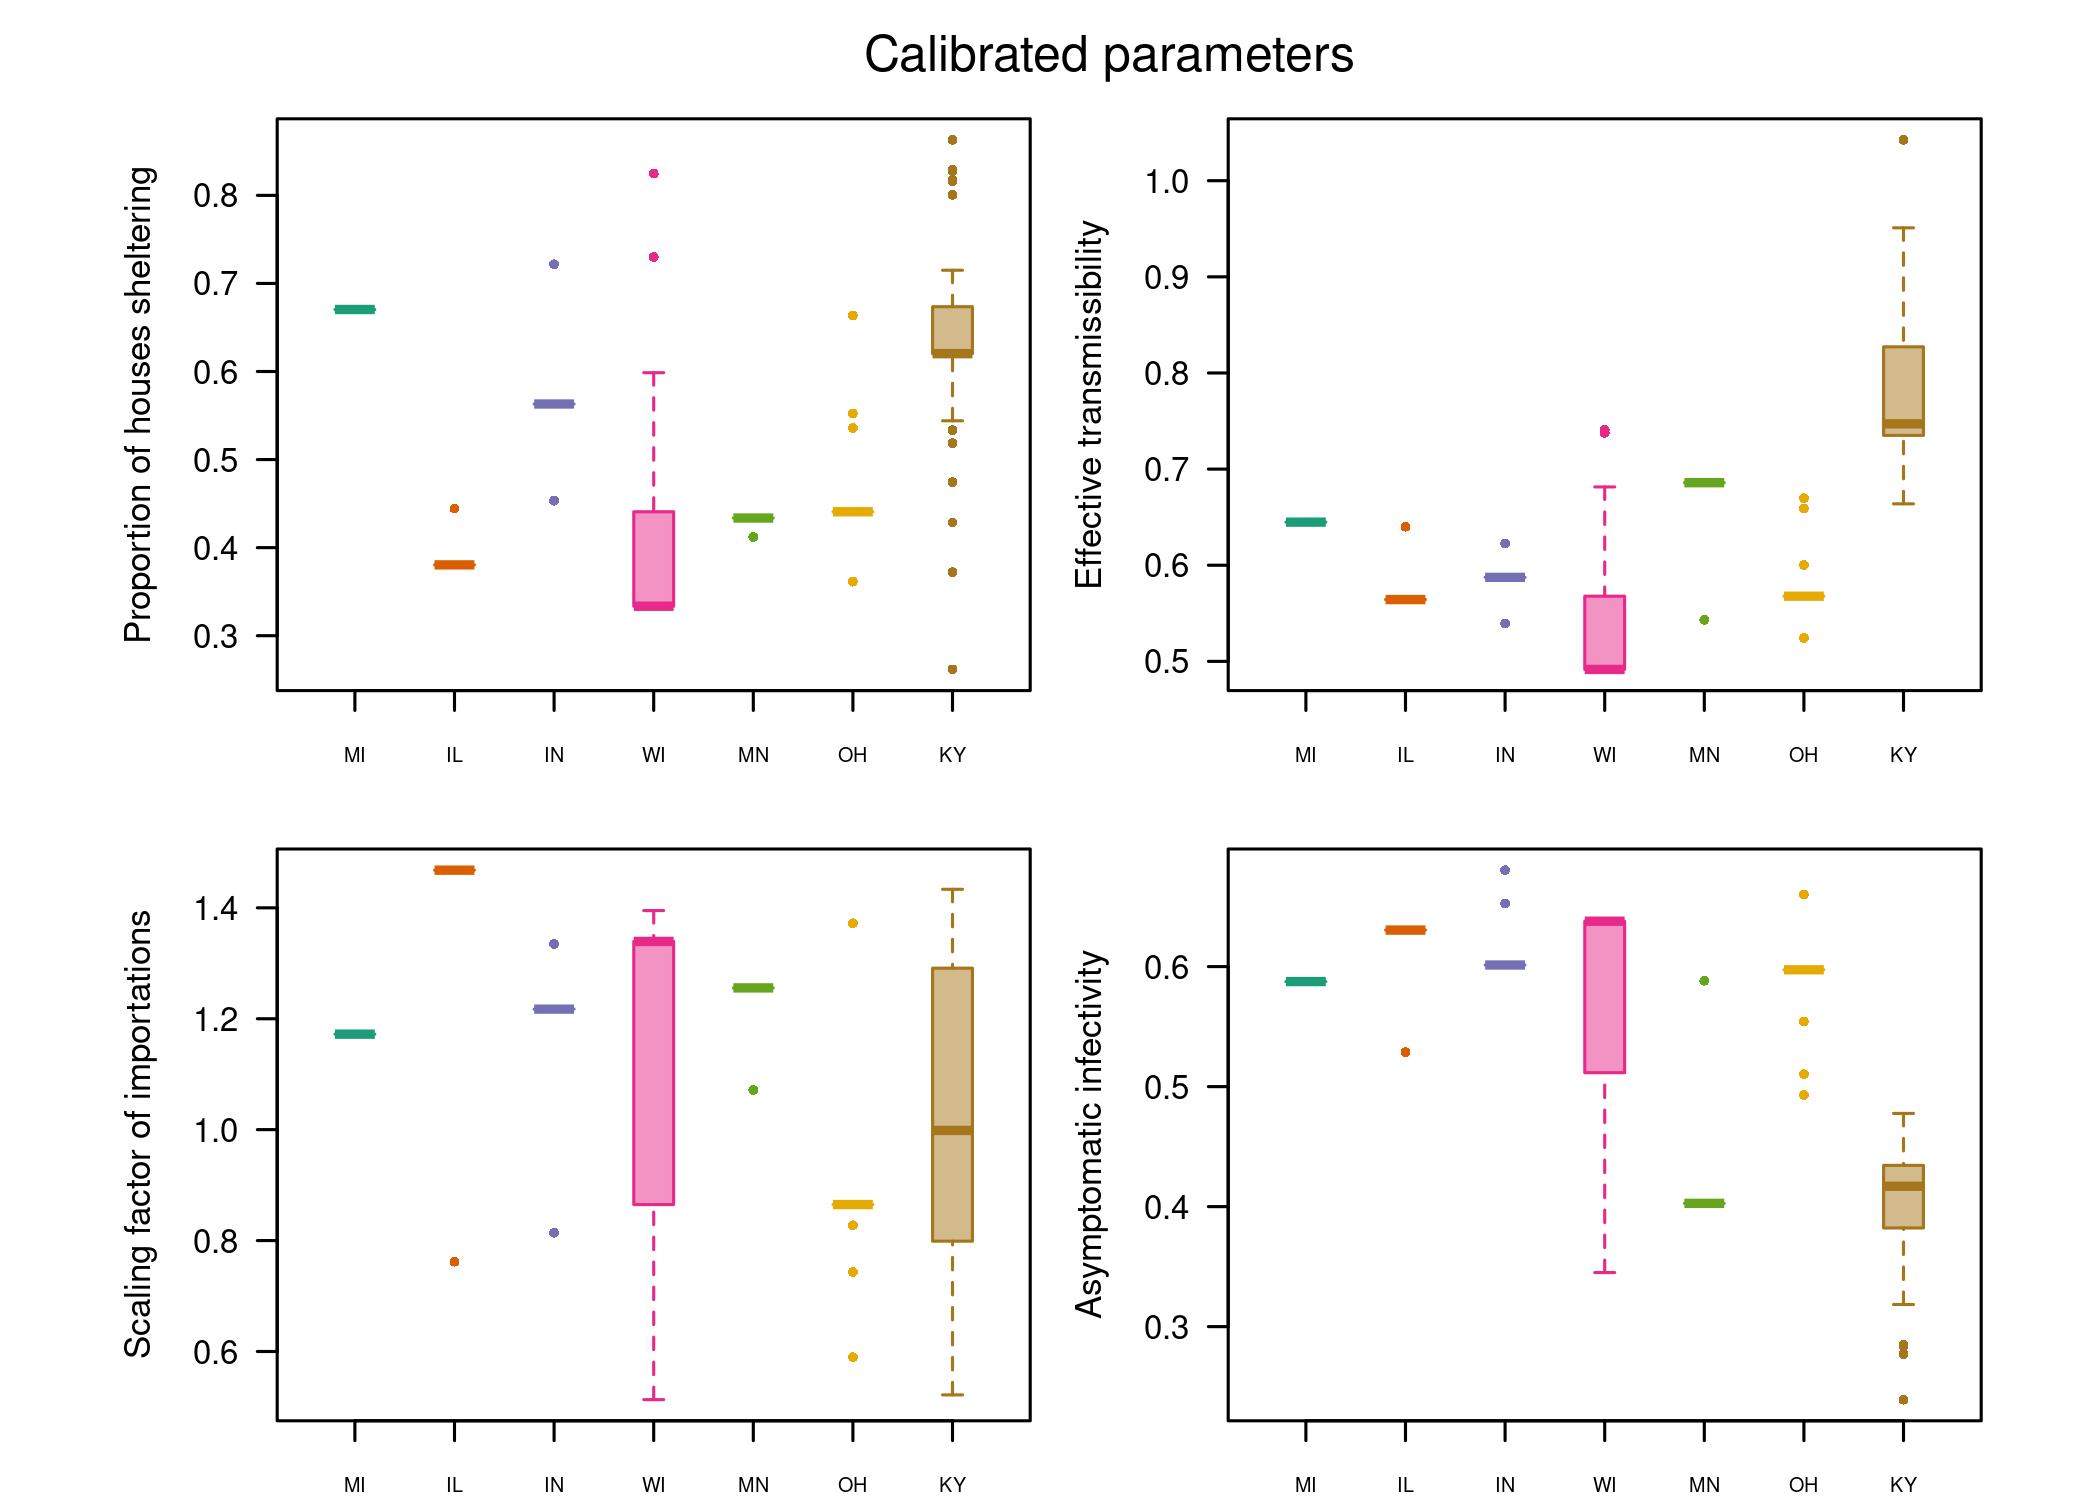 Calibrated parameters
Proportion of houses sheltering
0.8
0.7
0.6
0.5
0.4
0.3
MI IL IN WI MN OH KY
Effective transmissibility
1.0
0.9
0.8
0.7
0.6
0.5
MI IL IN WI MN OH KY
Scaling factor of importations
1.4
1.2
1.0
0.8
0.6
MI IL IN WI MN OH KY
Asymptomatic infectivity
0.6
0.5
0.4
0.3
MI IL IN WI MN OH KY